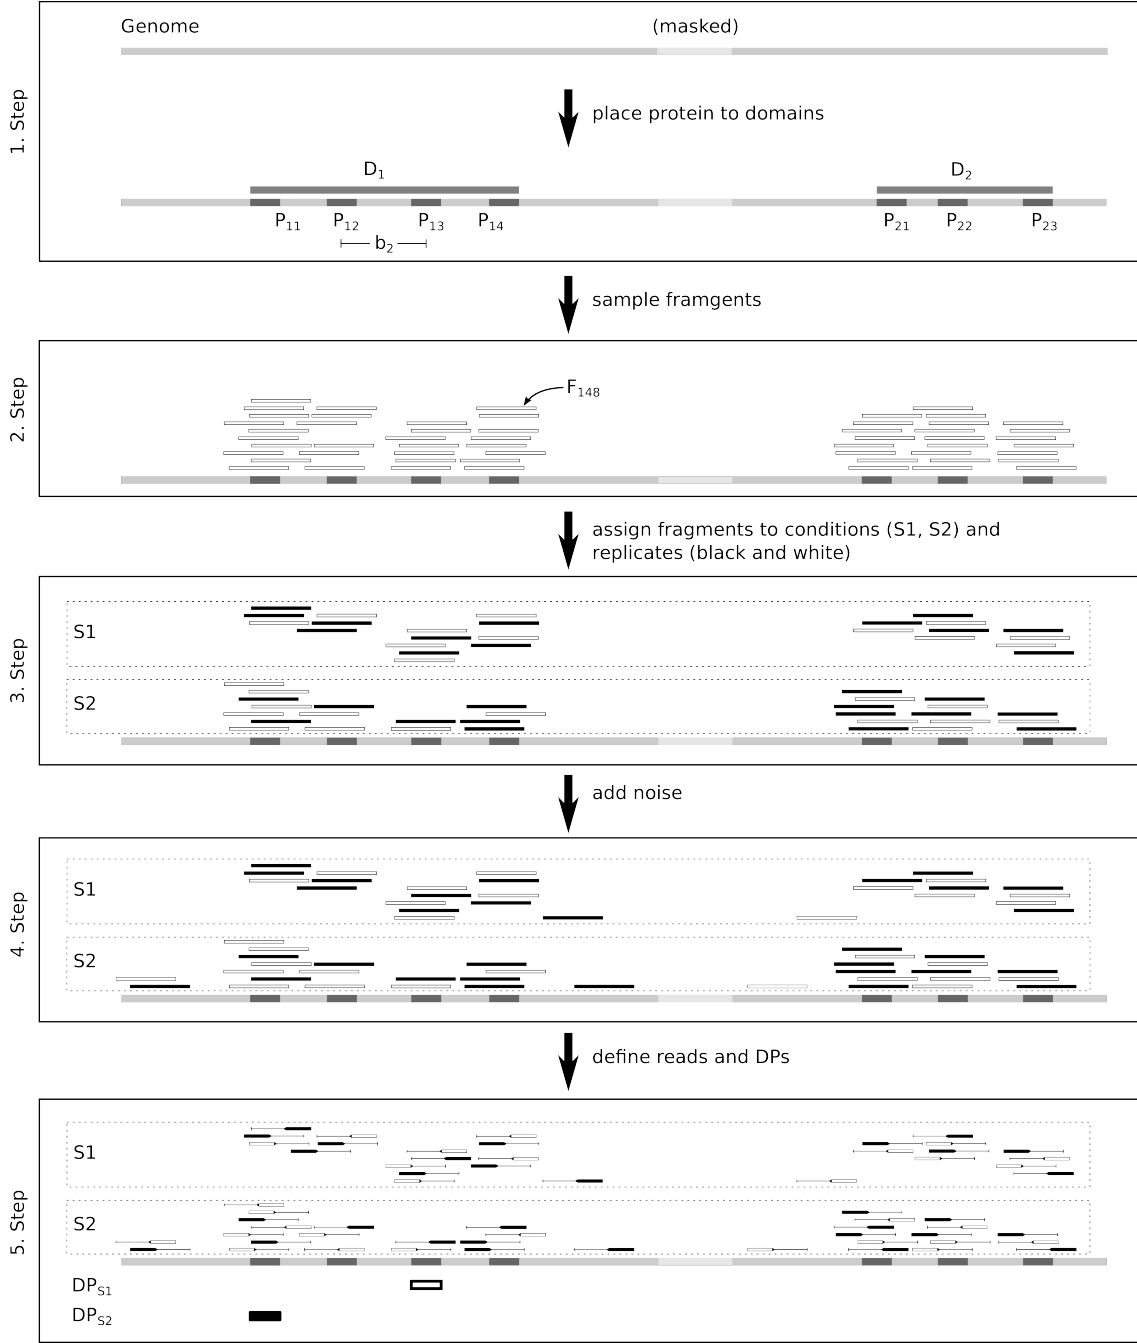 Genome (masked)
1. Step
place protein to domains
D1 D2
P11 P12 P13 P14 P21 P22 P23
b2
sample framgents
2. Step
F148
assign fragments to conditions (S1, S2) and
replicates (black and white)
3. Step
S1
S2
add noise
4. Step
S1
S2
define reads and DPs
5. Step
S1
S2
DPS1
DPS2